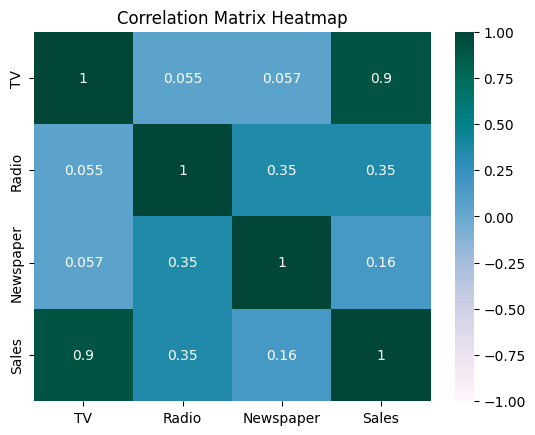 Correlation Matrix Heatmap
TV 1 0.055 0.057 0.9
Radio 0.055 1 0.35 0.35
Newspaper 0.057 0.35 1 0.16
Sales 0.9 0.35 0.16 1
TV Radio Newspaper Sales
1.00
0.75
0.50
0.25
0.00
−0.25
−0.50
−0.75
−1.00